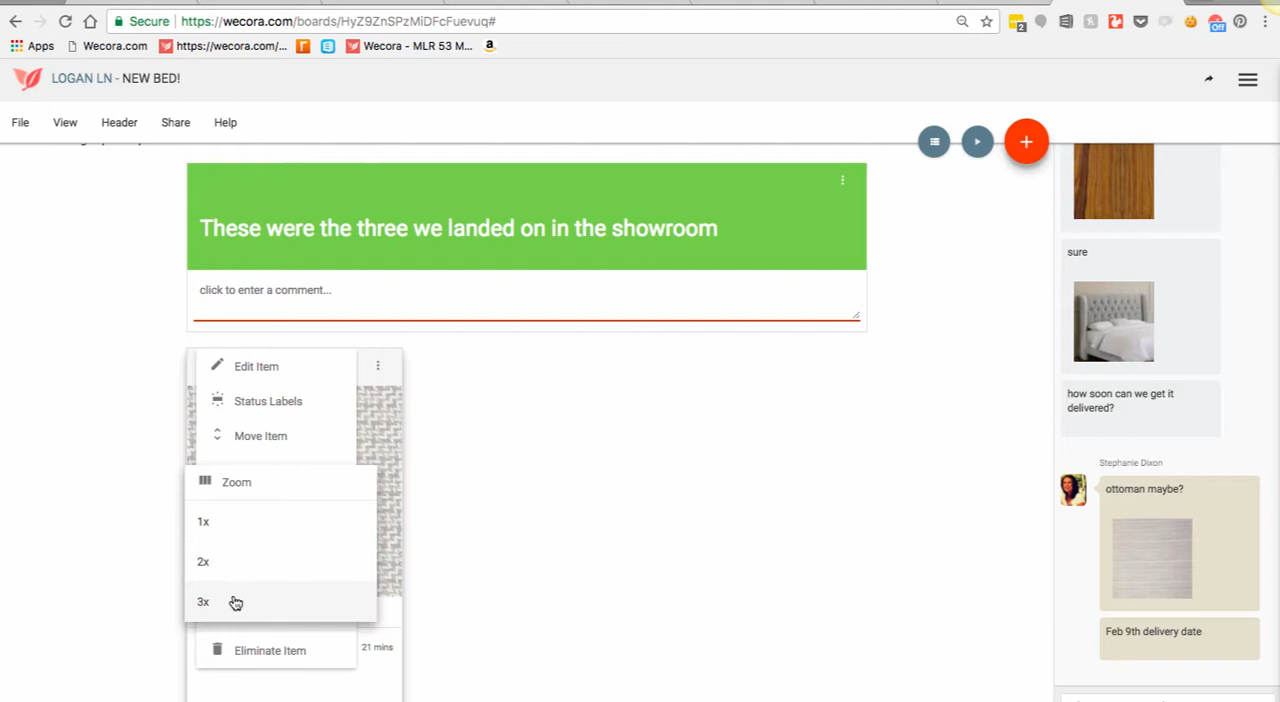 Secure https://wecora.com/boards/HyZ9ZnSPzMiDFcFuevuq#
2
Off
Apps Wecora.com https://wecora.com/... Wecora - MLR 53 M...
LOGAN LN - NEW BED!
File View Header Share Help
These were the three we landed on in the showroom
click to enter a comment...
Edit Item
Status Labels
Move Item
Zoom
1x
2x
3x
Eliminate Item
21 mins
sure
how soon can we get it
delivered?
Stephanie Dixon
ottoman maybe?
Feb 9th delivery date